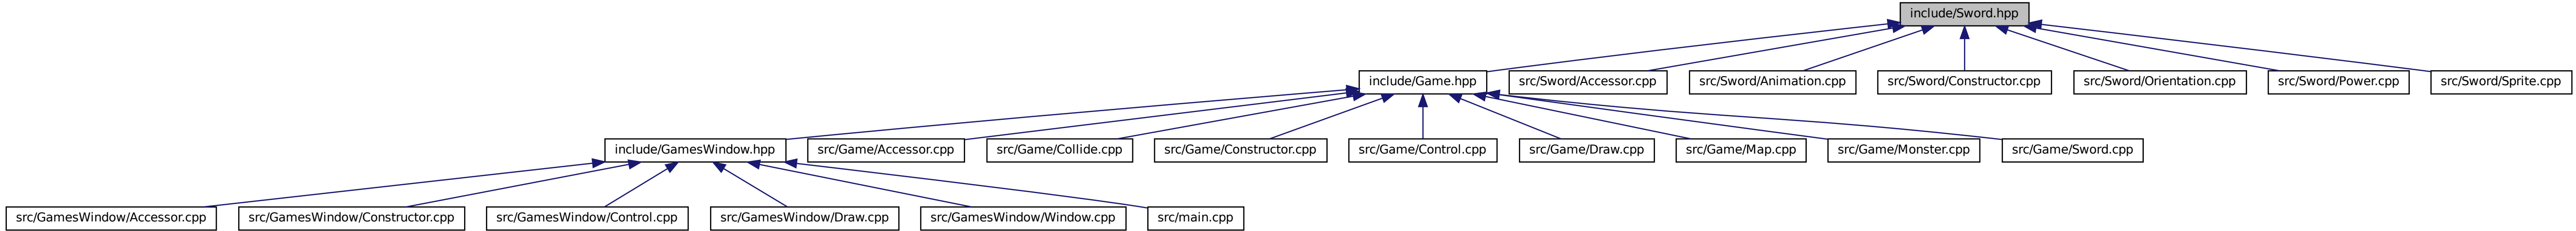 include/Sword.hpp
include/Game.hpp
src/Sword/Accessor.cpp
src/Sword/Animation.cpp
src/Sword/Constructor.cpp
src/Sword/Orientation.cpp
src/Sword/Power.cpp
src/Sword/Sprite.cpp
include/GamesWindow.hpp
src/Game/Accessor.cpp
src/Game/Collide.cpp
src/Game/Constructor.cpp
src/Game/Control.cpp
src/Game/Draw.cpp
src/Game/Map.cpp
src/Game/Monster.cpp
src/Game/Sword.cpp
src/GamesWindow/Accessor.cpp
src/GamesWindow/Constructor.cpp
src/GamesWindow/Control.cpp
src/GamesWindow/Draw.cpp
src/GamesWindow/Window.cpp
src/main.cpp